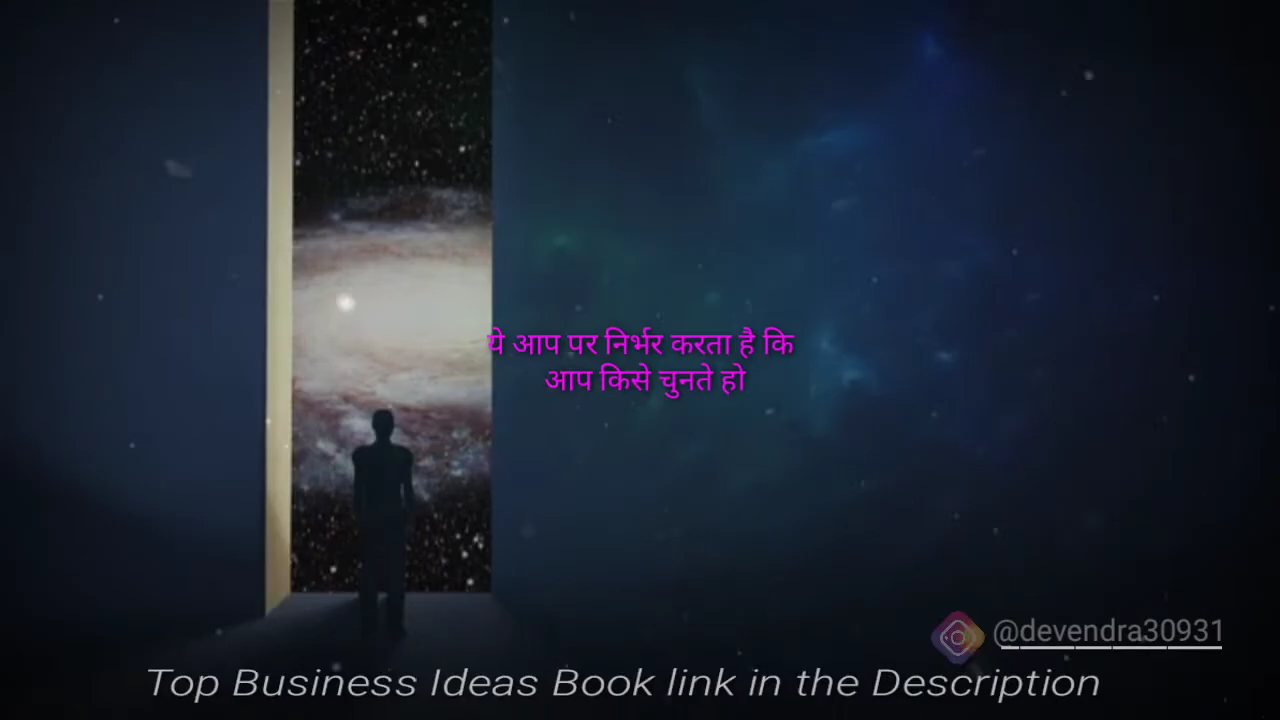 ये आप पर निर्भर करता है कि
आप किसे चुनते हो
@devendra30931
Top Business Ideas Book link in the Description